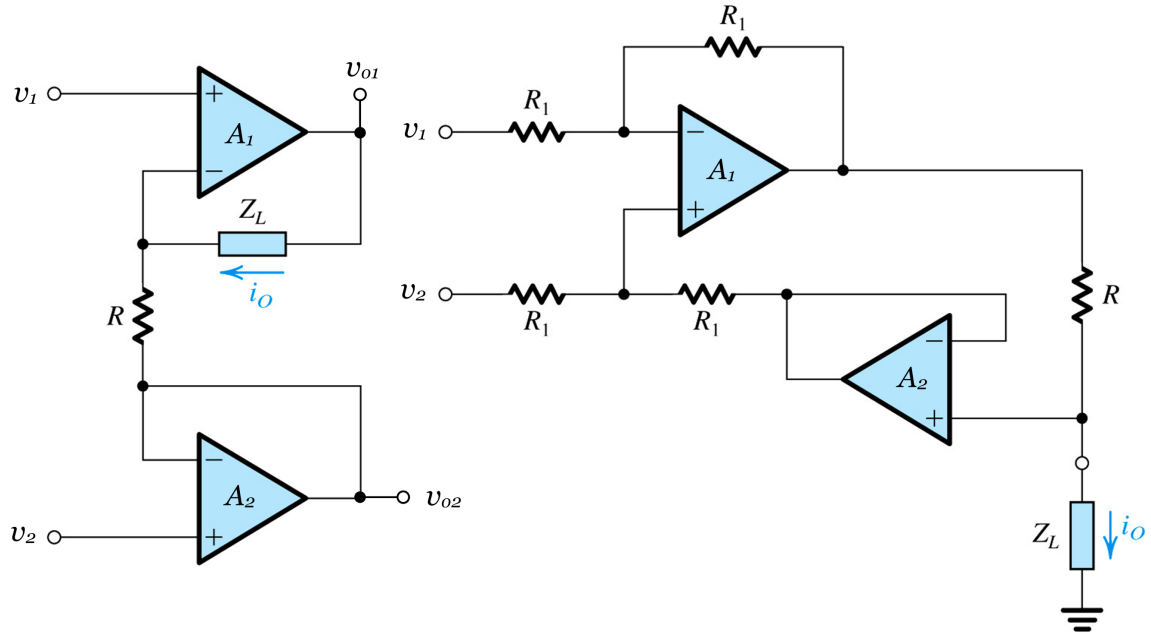 v1
+
A1
−
vo1
ZL
iO
R
−
A2
+
v2
vo2
R1
R1
v1
−
A1
+
v2
R1
R1
R
−
A2
+
ZL
iO